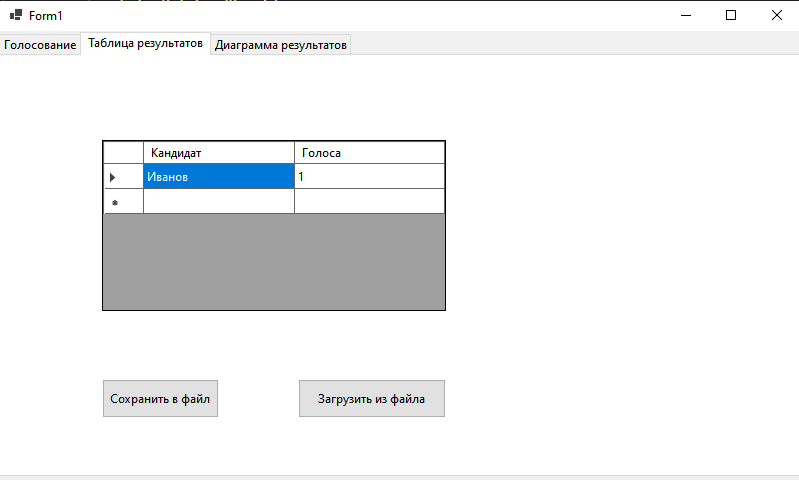 Form1
Голосование Таблица результатов Диаграмма результатов
Кандидат Голоса
Иванов 1
Сохранить в файл Загрузить из файла